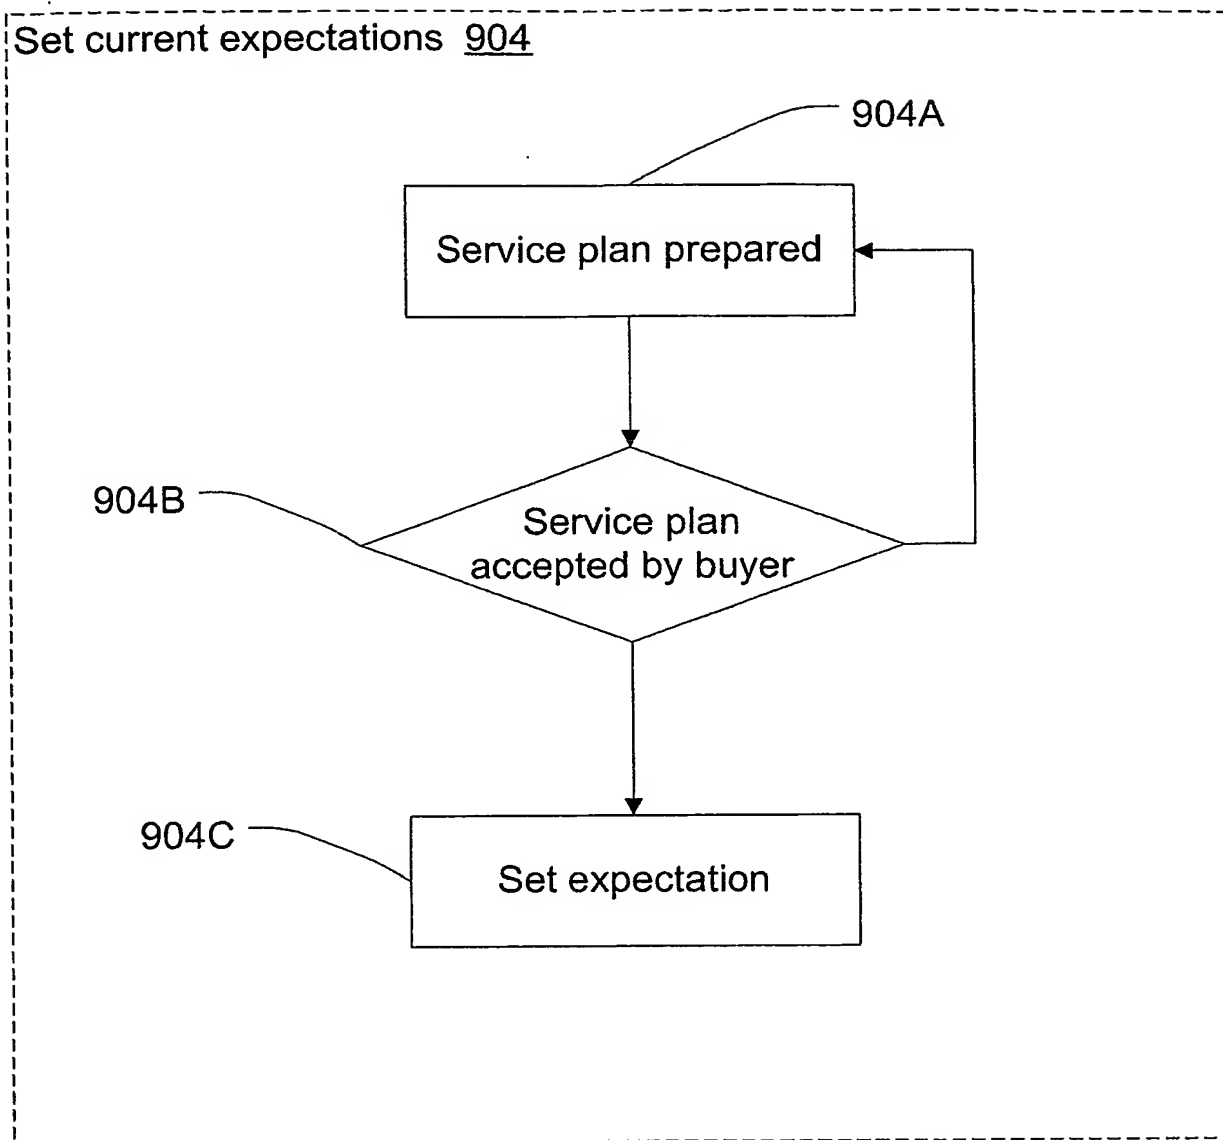 Set current expectations 904
904A
Service plan prepared
904B
Service plan
accepted by buyer
904C
Set expectation